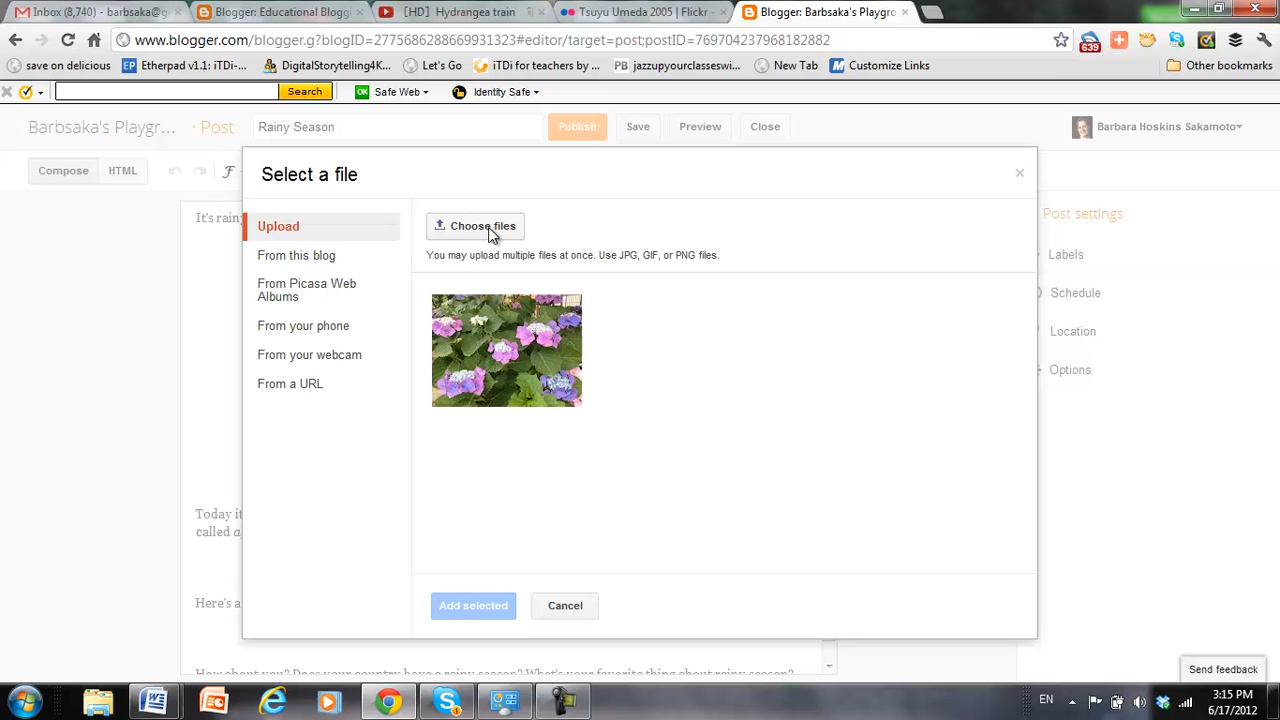 Inbox (8,740) - barbsaka@g
Blogger: Educational Bloggi
[HD] Hydrangea train
Tsuyu Umeda 2005 | Flickr -
Blogger: Barbsaka's Playgro
www.blogger.com/blogger.g?blogID=2775686288669931323#editor/target=post;postID=769704237968182882
639
save on delicious
EP Etherpad v1.1: iTDi-...
DigitalStorytelling4K...
Let's Go
iTDi for teachers by ...
PB jazzupyourclasseswi...
New Tab
Customize Links
Other bookmarks
Search
OK Safe Web
Identity Safe
Barbsaka's Playgr... · Post
Rainy Season
Publish
Save
Preview
Close
Barbara Hoskins Sakamoto
Compose
HTML
Select a file
It's rainy
Upload
Choose files
Post settings
From this blog
You may upload multiple files at once. Use JPG, GIF, or PNG files.
Labels
From Picasa Web
Albums
Schedule
From your phone
Location
From your webcam
Options
From a URL
Today it
called
Here's a
Add selected
Cancel
How about you? Does your country have a rainy season? What's your favorite thing about rainy season?
Send feedback
EN
3:15 PM
6/17/2012